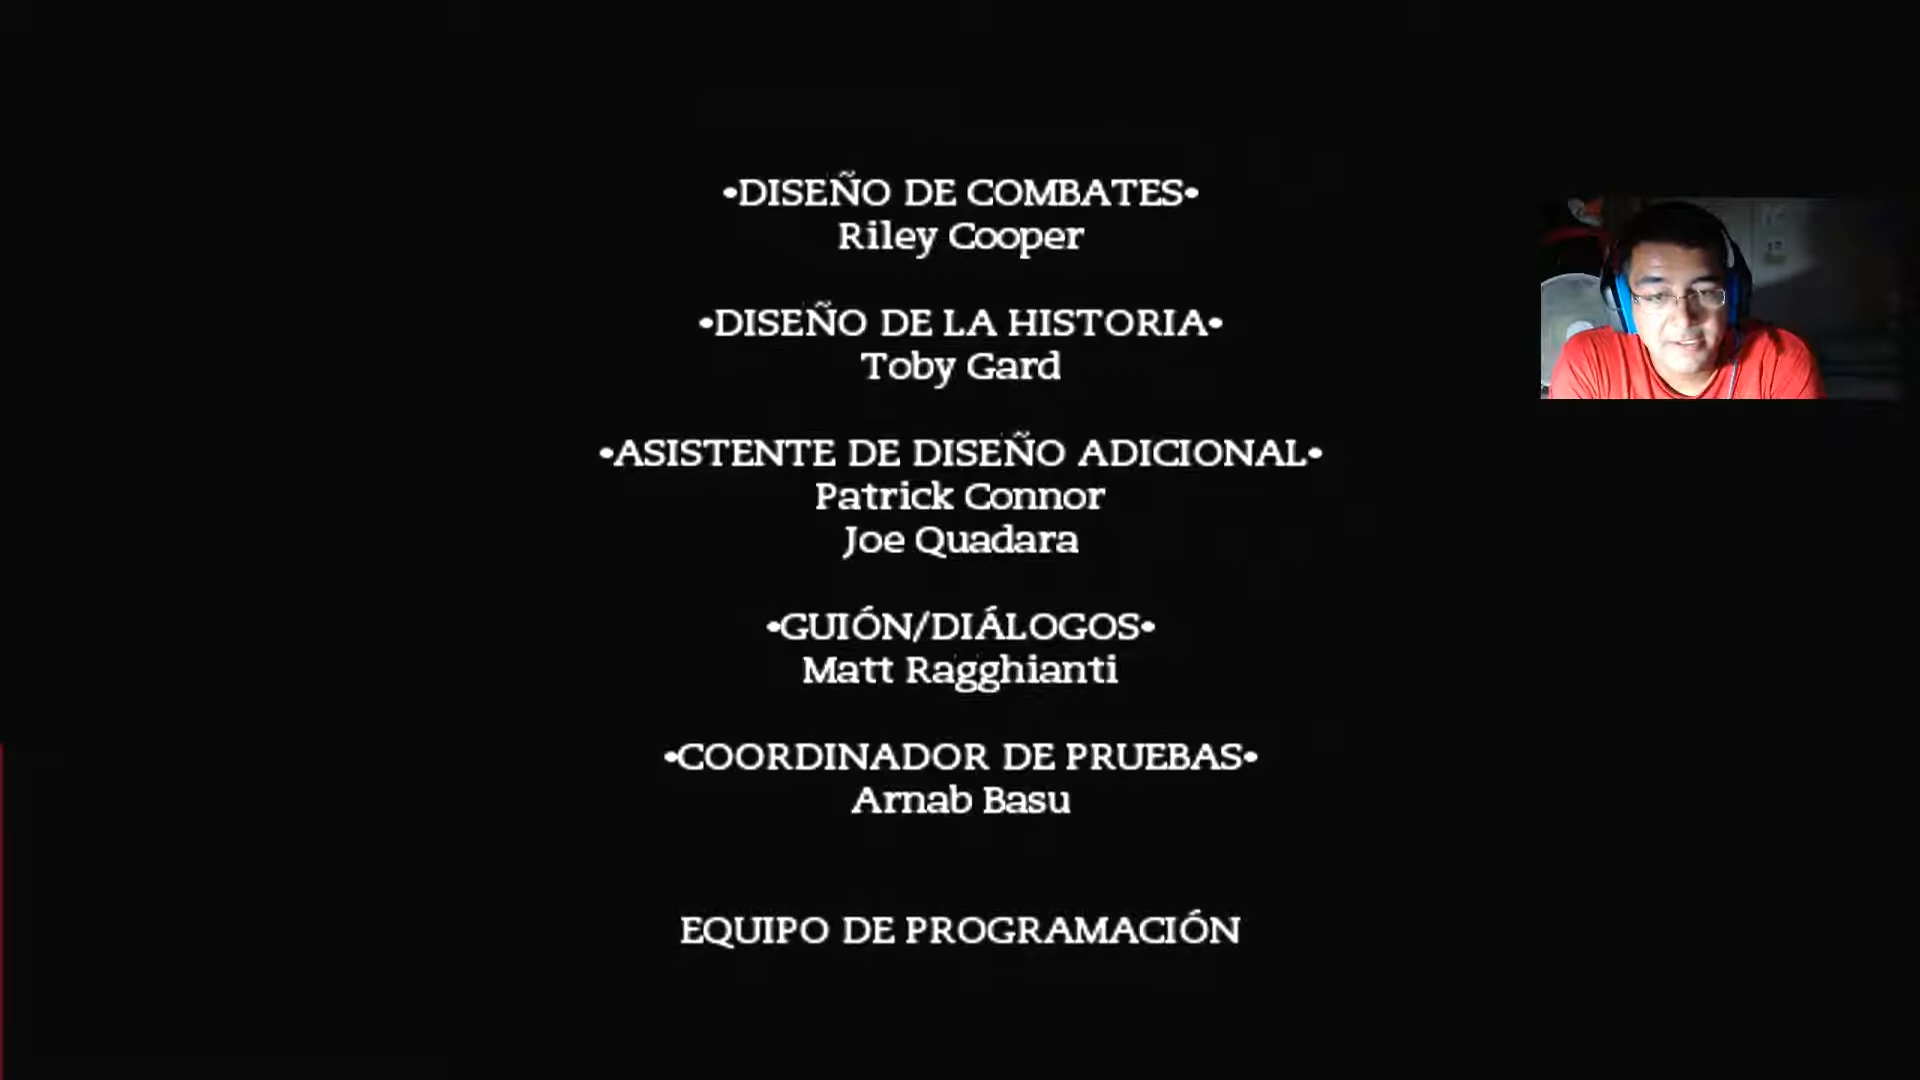 •DISEÑO DE COMBATES•
Riley Cooper
•DISEÑO DE LA HISTORIA•
Toby Gard
•ASISTENTE DE DISEÑO ADICIONAL•
Patrick Connor
Joe Quadara
•GUIÓN/DIÁLOGOS•
Matt Ragghianti
•COORDINADOR DE PRUEBAS•
Arnab Basu
EQUIPO DE PROGRAMACIÓN